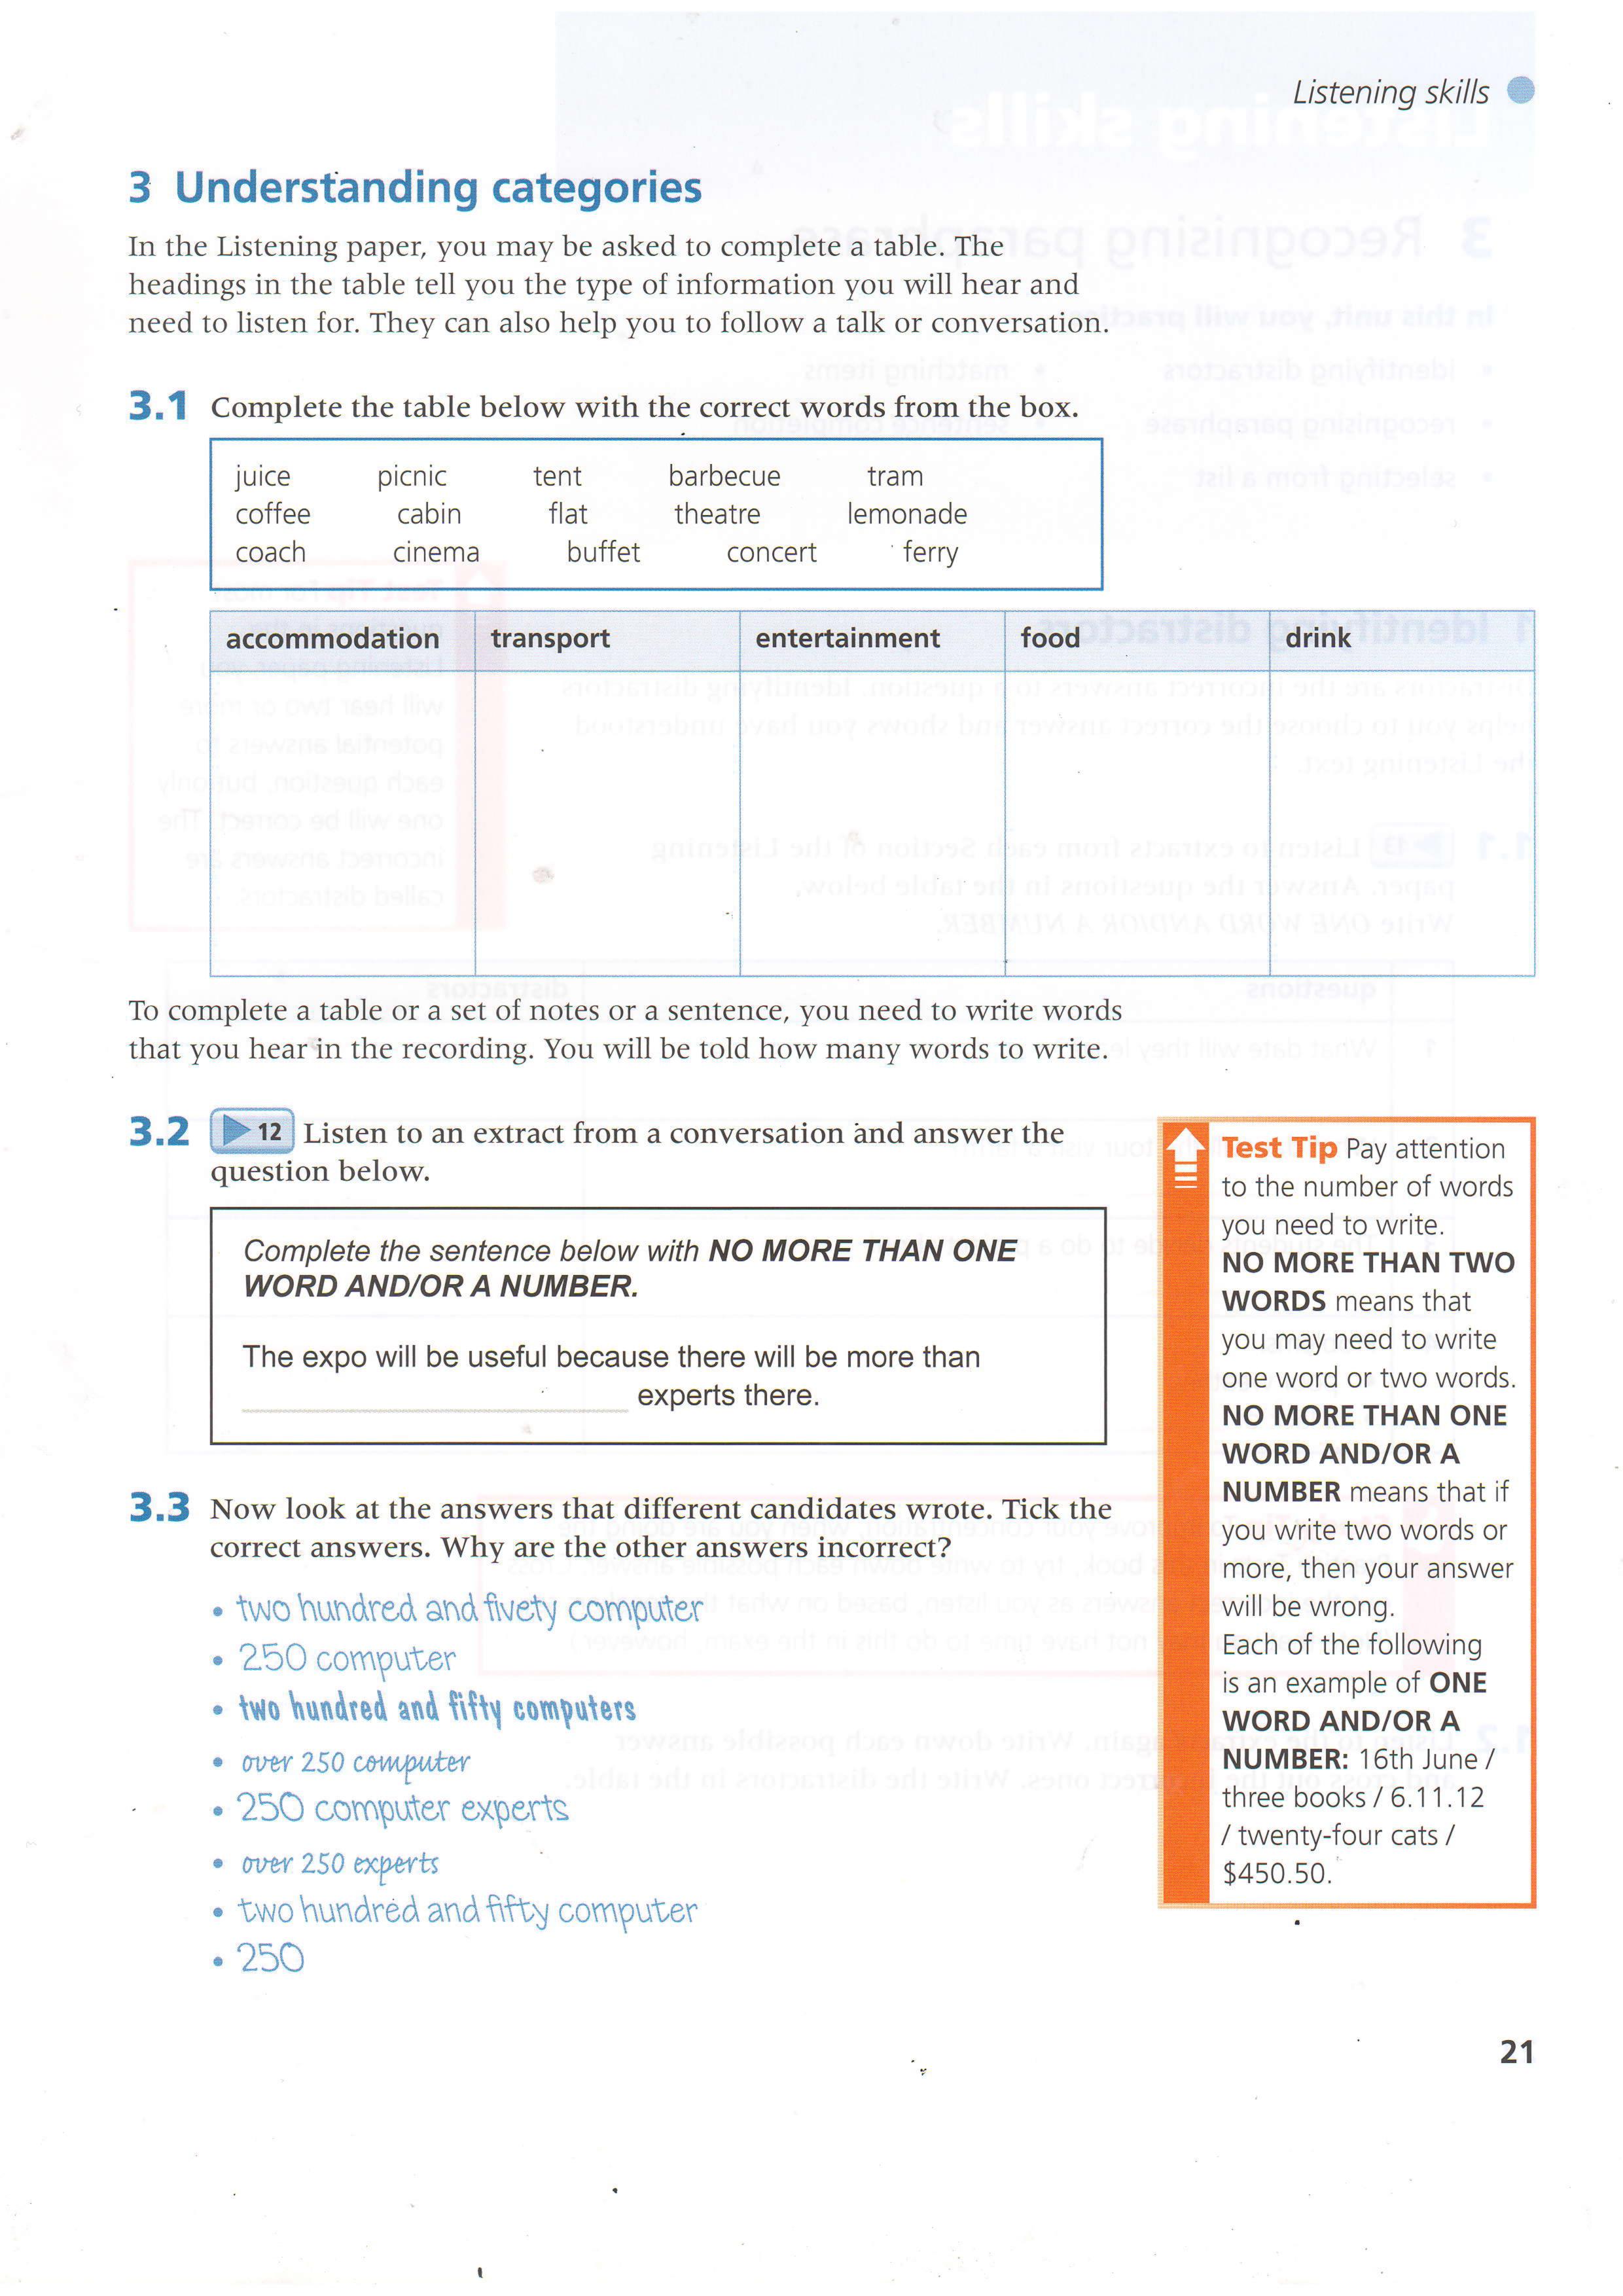 Listening skills
3 Understanding categories
In the Listening paper, you may be asked to complete a table. The
headings in the table tell you the type of information you will hear and
need to listen for. They can also help you to follow a talk or conversation.
3.1 Complete the table below with the correct words from the box.
juice picnic tent barbecue tram
coffee cabin flat theatre lemonade
coach cinema buffet concert ferry
accommodation transport entertainment food drink
To complete a table or a set of notes or a sentence, you need to write words
that you hear in the recording. You will be told how many words to write.
3.2 12 Listen to an extract from a conversation and answer the
question below.
Complete the sentence below with NO MORE THAN ONE
WORD AND/OR A NUMBER.
The expo will be useful because there will be more than
experts there.
3.3 Now look at the answers that different candidates wrote. Tick the
correct answers. Why are the other answers incorrect?
• two hundred and fivety computer
• 250 computer
• two hundred and fifty computers
• over 250 computer
• 250 computer experts
• over 250 experts
• two hundred and fifty computer
• 250
Test Tip Pay attention
to the number of words
you need to write.
NO MORE THAN TWO
WORDS means that
you may need to write
one word or two words.
NO MORE THAN ONE
WORD AND/OR A
NUMBER means that if
you write two words or
more, then your answer
will be wrong.
Each of the following
is an example of ONE
WORD AND/OR A
NUMBER: 16th June /
three books / 6.11.12
/ twenty-four cats /
$450.50.
21